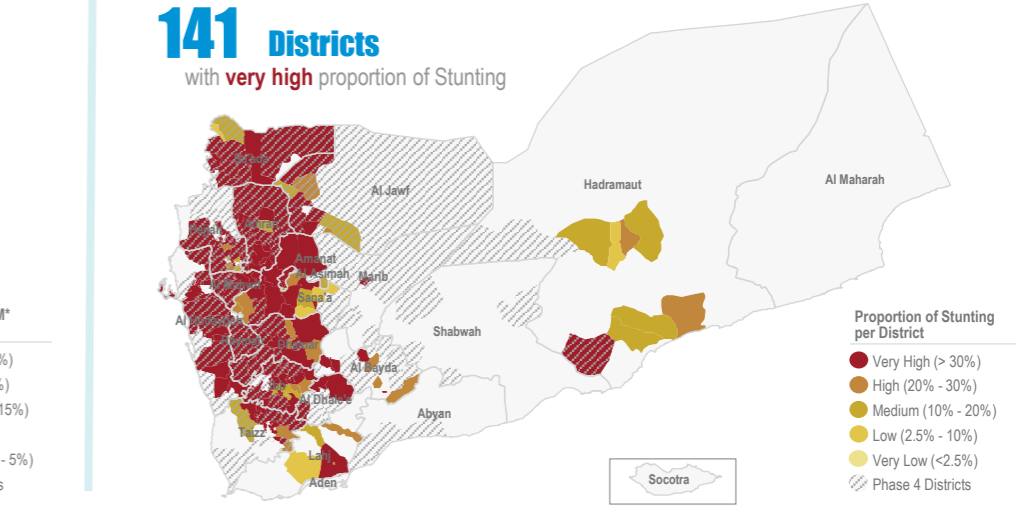 141 Districts
with very high proportion of Stunting
Sa'ada
Al Jawf
Hadramaut
Al Maharah
Hajjah
Amran
Amanat
Al Asimah
Marib
Al Mahwit
Sana'a
Al Hudaydah
Raymah
Dhamar
Shabwah
Ibb
Al Bayda
Al Dhale'e
Abyan
Taizz
Lahj
Aden
Socotra
M*
%)
%)
15%)
- 5%)
s
Proportion of Stunting
per District
Very High (> 30%)
High (20% - 30%)
Medium (10% - 20%)
Low (2.5% - 10%)
Very Low (<2.5%)
Phase 4 Districts